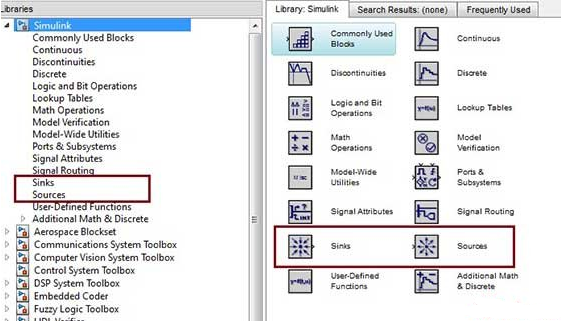 Libraries
Simulink
Commonly Used Blocks
Continuous
Discontinuities
Discrete
Logic and Bit Operations
Lookup Tables
Math Operations
Model Verification
Model-Wide Utilities
Ports & Subsystems
Signal Attributes
Signal Routing
Sinks
Sources
User-Defined Functions
Additional Math & Discrete
Aerospace Blockset
Communications System Toolbox
Computer Vision System Toolbox
Control System Toolbox
DSP System Toolbox
Embedded Coder
Fuzzy Logic Toolbox
HDL Verifier
Library: Simulink
Search Results: (none)
Frequently Used
Commonly Used
Blocks
Continuous
Discontinuities
Discrete
Logic and Bit
Operations
Lookup Tables
Math
Operations
Model
Verification
Model-Wide
Utilities
Ports &
Subsystems
Signal Attributes
Signal Routing
Sinks
Sources
User-Defined
Functions
Additional Math
& Discrete